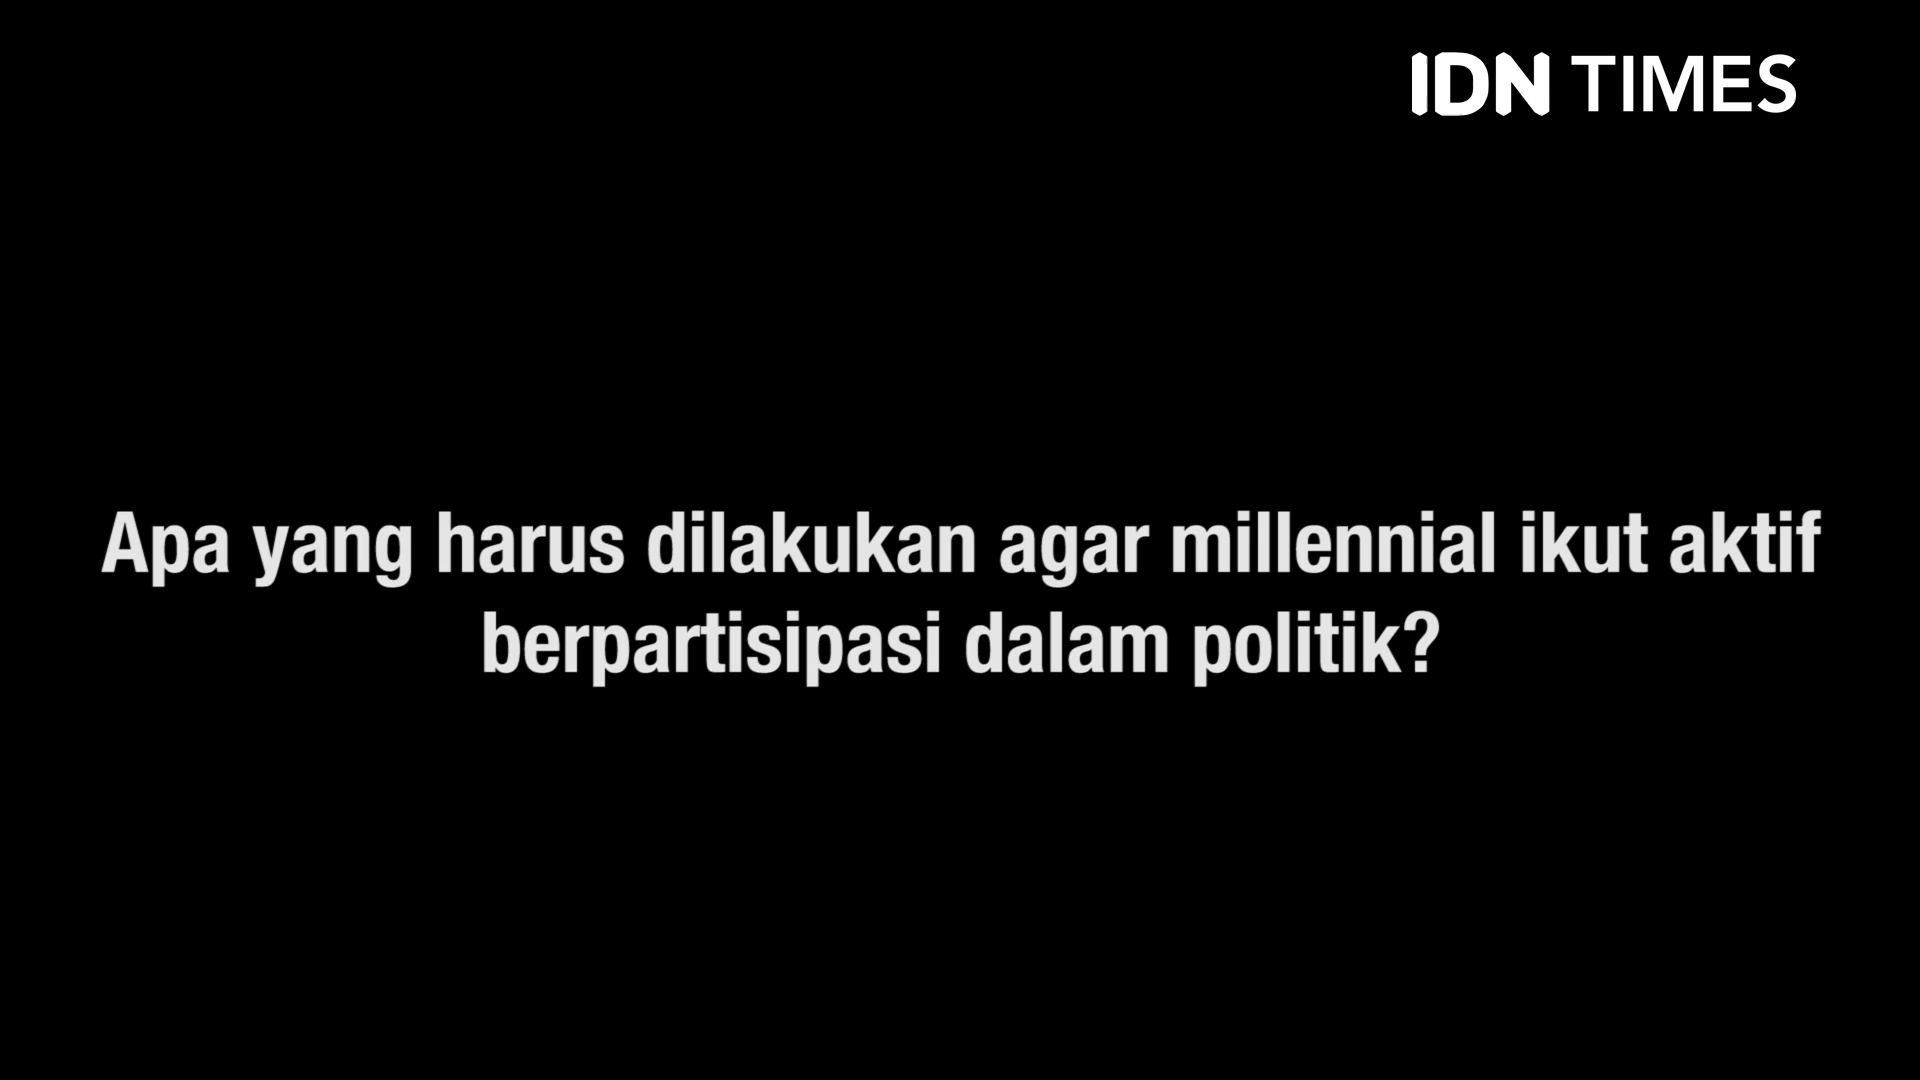 IDN TIMES
Apa yang harus dilakukan agar millennial ikut aktif
berpartisipasi dalam politik?